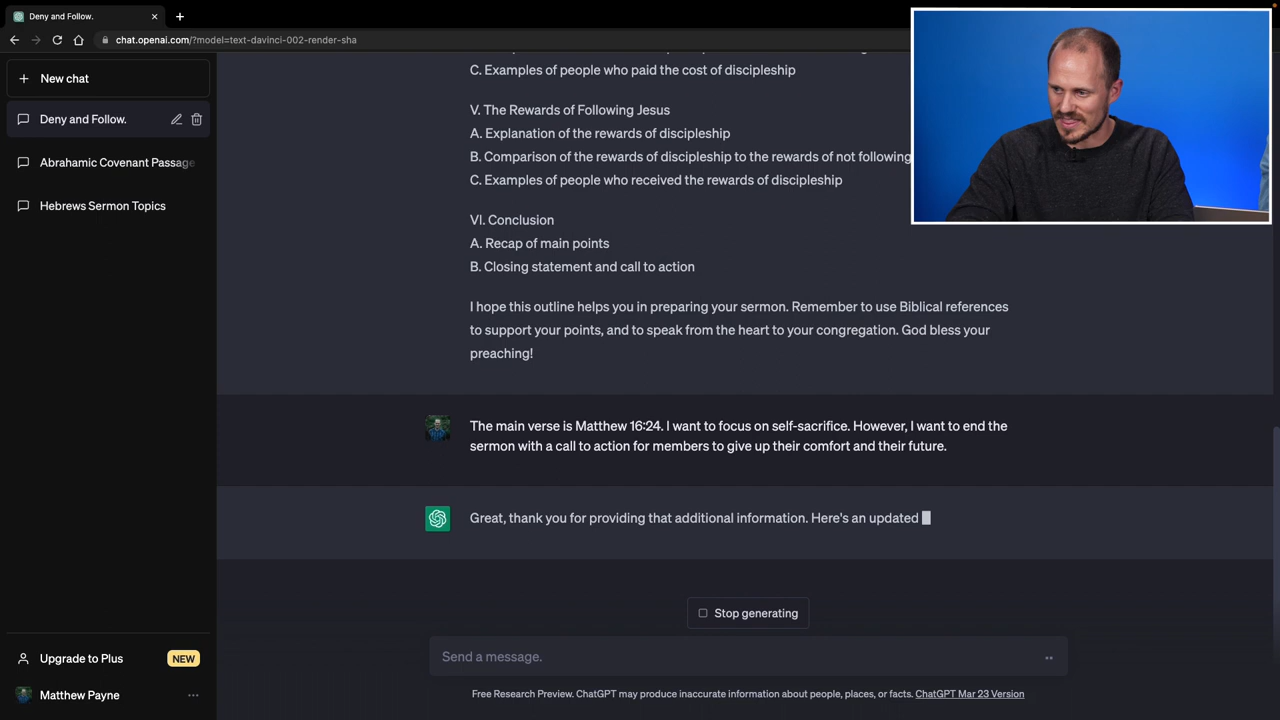 Deny and Follow.
chat.openai.com/?model=text-davinci-002-render-sha
New chat
Deny and Follow.
Abrahamic Covenant Passage
Hebrews Sermon Topics
C. Examples of people who paid the cost of discipleship
V. The Rewards of Following Jesus
A. Explanation of the rewards of discipleship
B. Comparison of the rewards of discipleship to the rewards of not following
C. Examples of people who received the rewards of discipleship
VI. Conclusion
A. Recap of main points
B. Closing statement and call to action
I hope this outline helps you in preparing your sermon. Remember to use Biblical references
to support your points, and to speak from the heart to your congregation. God bless your
preaching!
The main verse is Matthew 16:24. I want to focus on self-sacrifice. However, I want to end the
sermon with a call to action for members to give up their comfort and their future.
Great, thank you for providing that additional information. Here's an updated
Stop generating
Send a message.
Free Research Preview. ChatGPT may produce inaccurate information about people, places, or facts. ChatGPT Mar 23 Version
Upgrade to Plus NEW
Matthew Payne